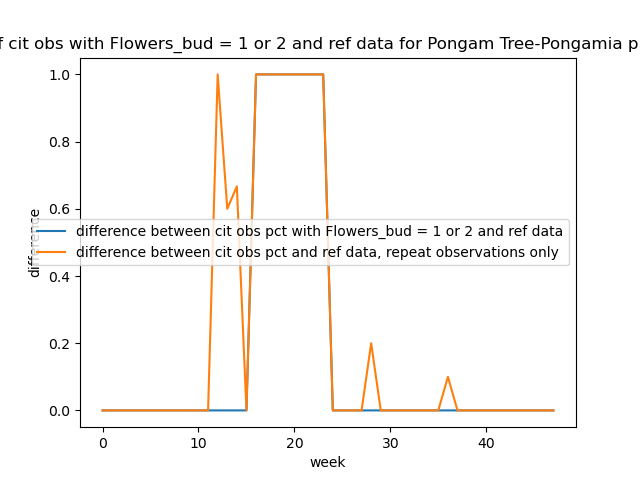 cit obs with Flowers_bud = 1 or 2 and ref data for Pongam Tree-Pongamia
1.0
0.8
0.6
0.4
0.2
0.0
difference
difference between cit obs pct with Flowers_bud = 1 or 2 and ref data
difference between cit obs pct and ref data, repeat observations only
0 10 20 30 40
week